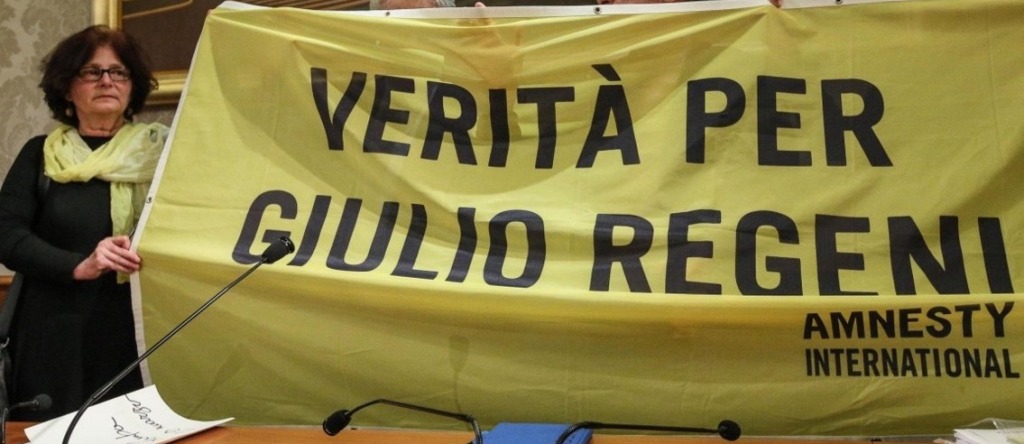 VERITÀ PER
GIULIO REGENI
AMNESTY
INTERNATIONAL